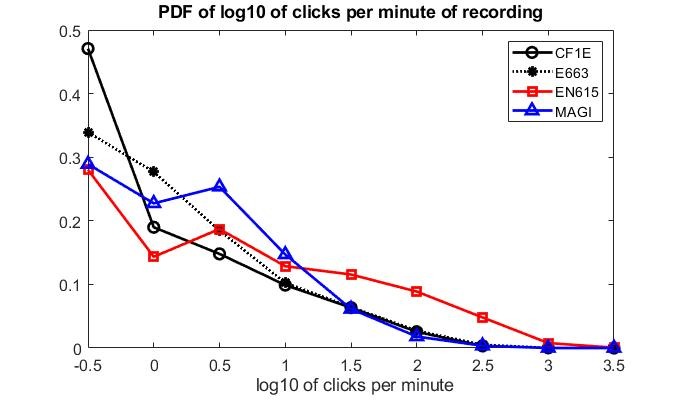 PDF of log10 of clicks per minute of recording
0.5
0.4
0.3
0.2
0.1
0
-0.5 0 0.5 1 1.5 2 2.5 3 3.5
log10 of clicks per minute
CF1E
E663
EN615
MAGI